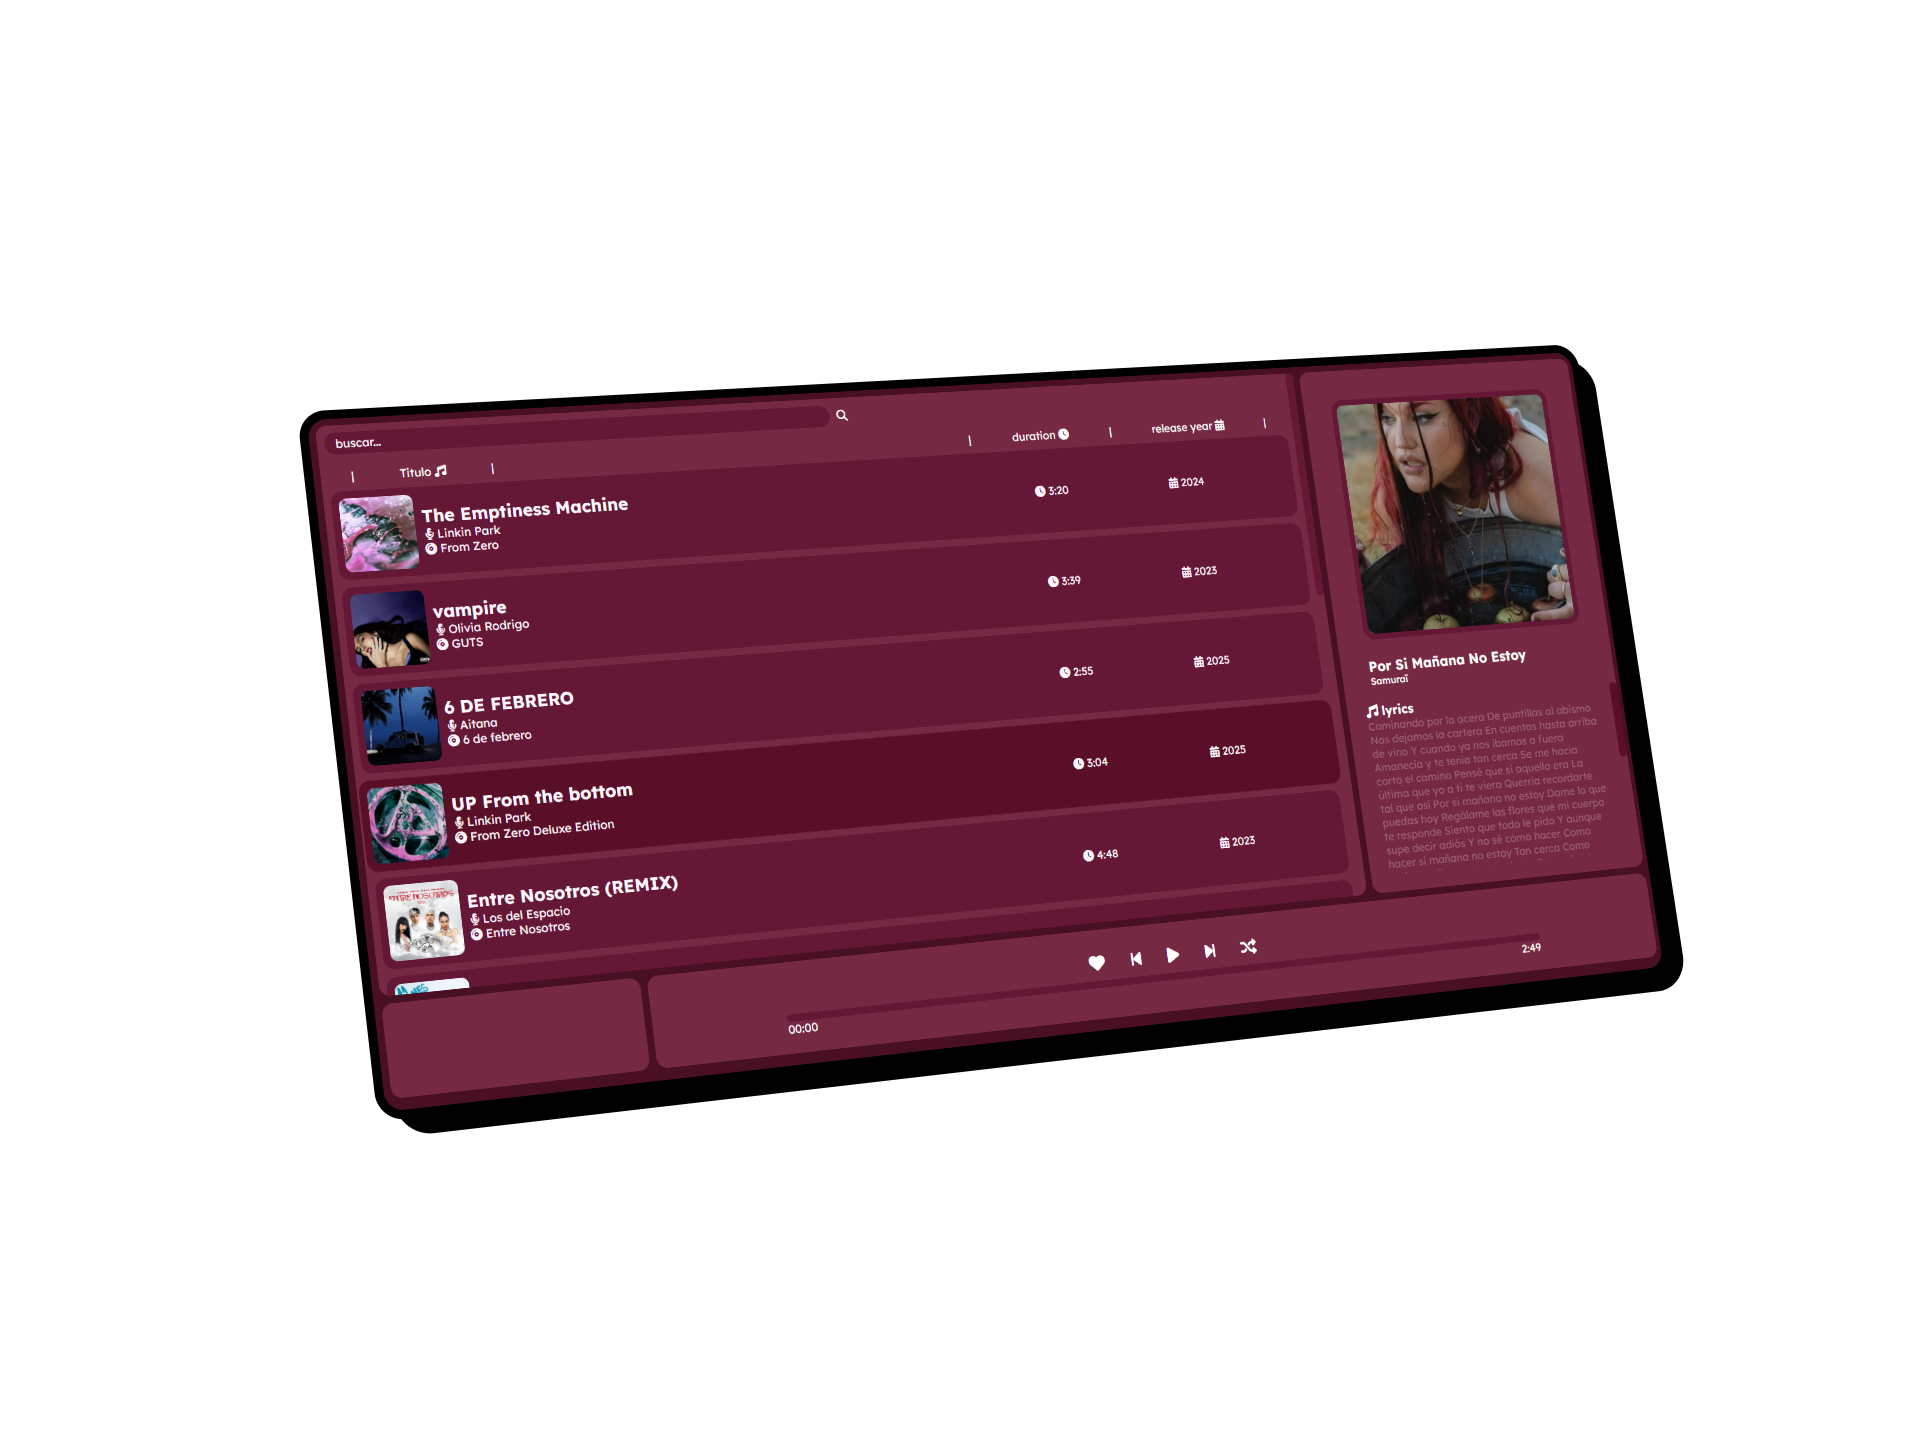 buscar...
| Titulo | | duration | release year |
The Emptiness Machine
Linkin Park
From Zero
3:20
2024
vampire
Olivia Rodrigo
GUTS
3:39
2023
6 DE FEBRERO
Aitana
6 de febrero
2:55
2025
UP From the bottom
Linkin Park
From Zero Deluxe Edition
3:04
2025
Entre Nosotros (REMIX)
Los del Espacio
Entre Nosotros
4:48
2023
Por Si Mañana No Estoy
Samuraï
lyrics
Caminando por la acera De puntillas al abismo
Nos dejamos la cartera En cuentas hasta arriba
de vino Y cuando ya nos ibamos a fuera
Amanecía y te tenía tan cerca Se me hacía
corto el camino Pensé que si aquella era La
última que yo a ti te viera Querría recordarte
tal que así Por si mañana no estoy Dame lo que
puedas hoy Regálame las flores que mi cuerpo
te responde Siento que todo le pido Y aunque
supe decir adiós Y no sé cómo hacer Como
hacer si mañana no estoy Tan cerca Como
00:00
2:49